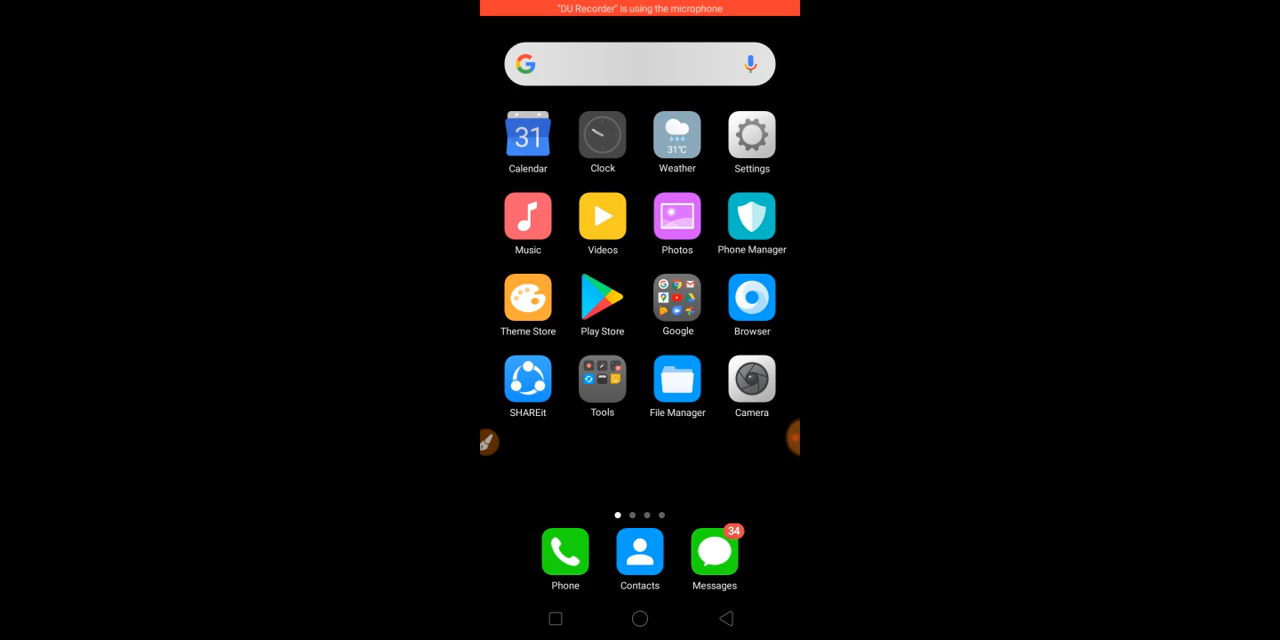 "DU Recorder" is using the microphone
31
31℃
Calendar Clock Weather Settings
Music Videos Photos Phone Manager
Theme Store Play Store Google Browser
SHAREit Tools File Manager Camera
34
Phone Contacts Messages